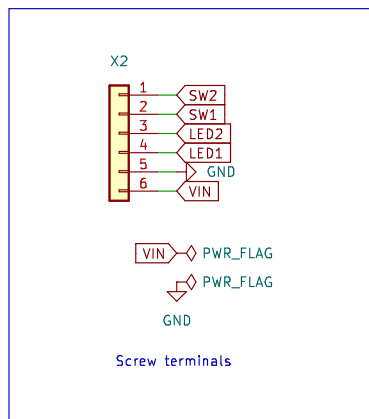 X2
1 SW2
2 SW1
3 LED2
4 LED1
5 GND
6 VIN
VIN PWR_FLAG
PWR_FLAG
GND
Screw terminals